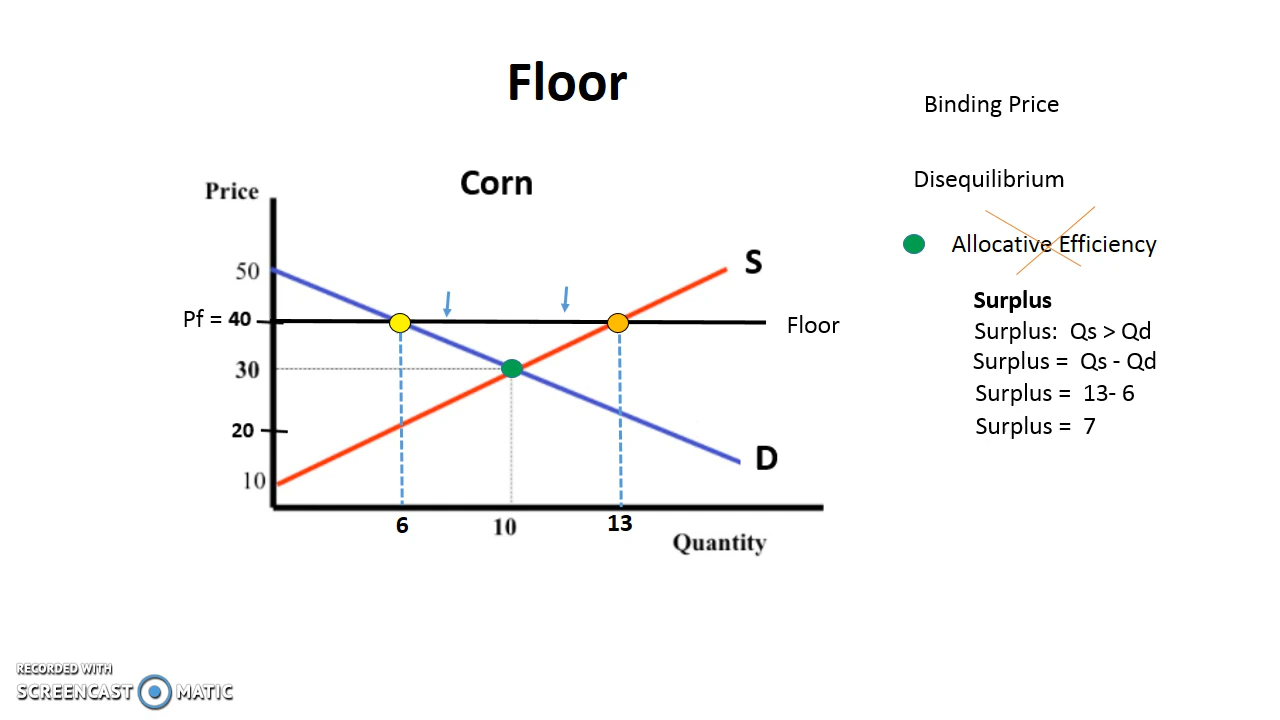 Floor
Binding Price
Disequilibrium
Allocative Efficiency
Surplus
Surplus: Qs > Qd
Surplus = Qs - Qd
Surplus = 13- 6
Surplus = 7
Corn
Price
50
Pf = 40
30
20
10
S
Floor
D
6
10
13
Quantity
RECORDED WITH
SCREENCAST MATIC